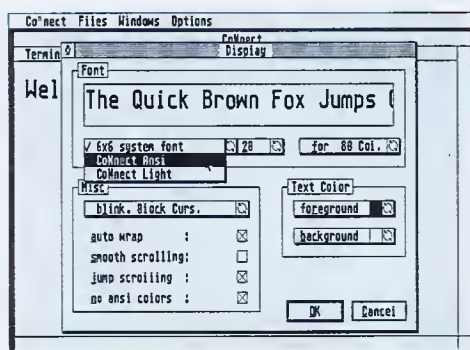 Co"nect Files Windows Options
CoNnect
Termin
Display
Wel
Font
The Quick Brown Fox Jumps
✓ 6x6 system font
20
for 80 Col.
CoNnect Ansi
CoNnect Light
Misc
Text Color
blink. Block Curs.
foreground
auto wrap :
background
smooth scrolling:
jump scrolling :
no ansi colors :
OK
Cancel